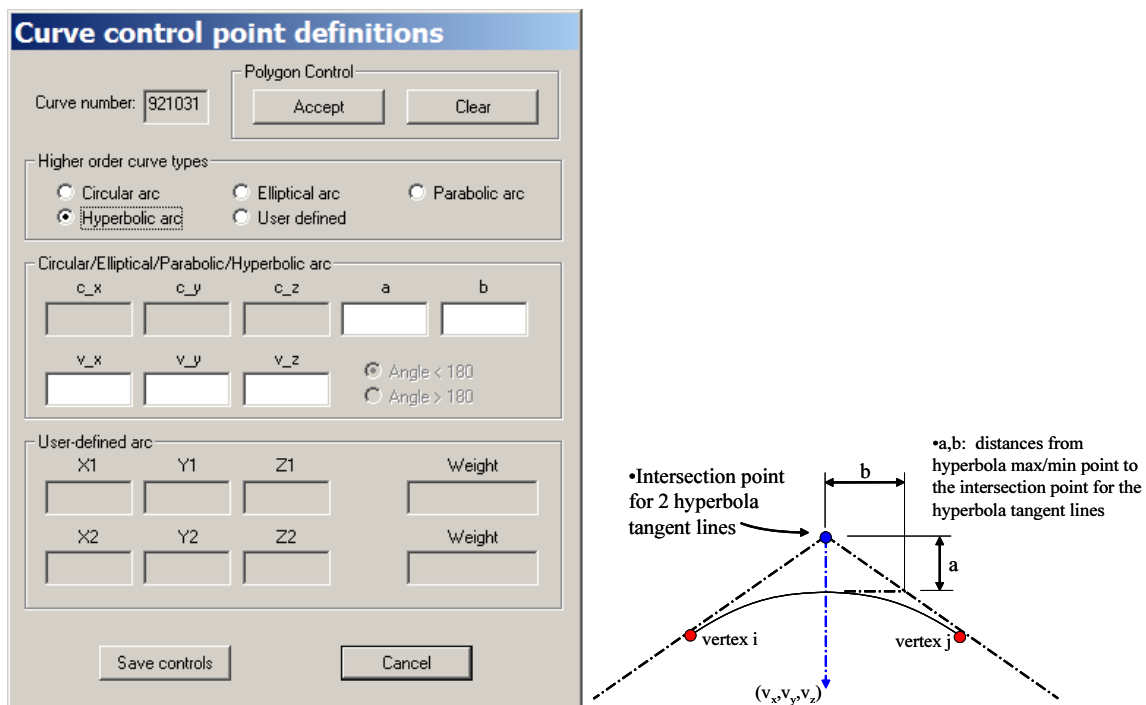 Curve control point definitions
Polygon Control
Curve number: 921031
Accept Clear
Higher order curve types
Circular arc Elliptical arc Parabolic arc
Hyperbolic arc User defined
Circular/Elliptical/Parabolic/Hyperbolic arc
c_x c_y c_z a b
v_x v_y v_z
Angle < 180
Angle > 180
User-defined arc
X1 Y1 Z1 Weight
X2 Y2 Z2 Weight
Save controls Cancel
•Intersection point
for 2 hyperbola
tangent lines
b
•a,b: distances from
hyperbola max/min point to
the intersection point for the
hyperbola tangent lines
a
vertex i
vertex j
(vx,vy,vz)